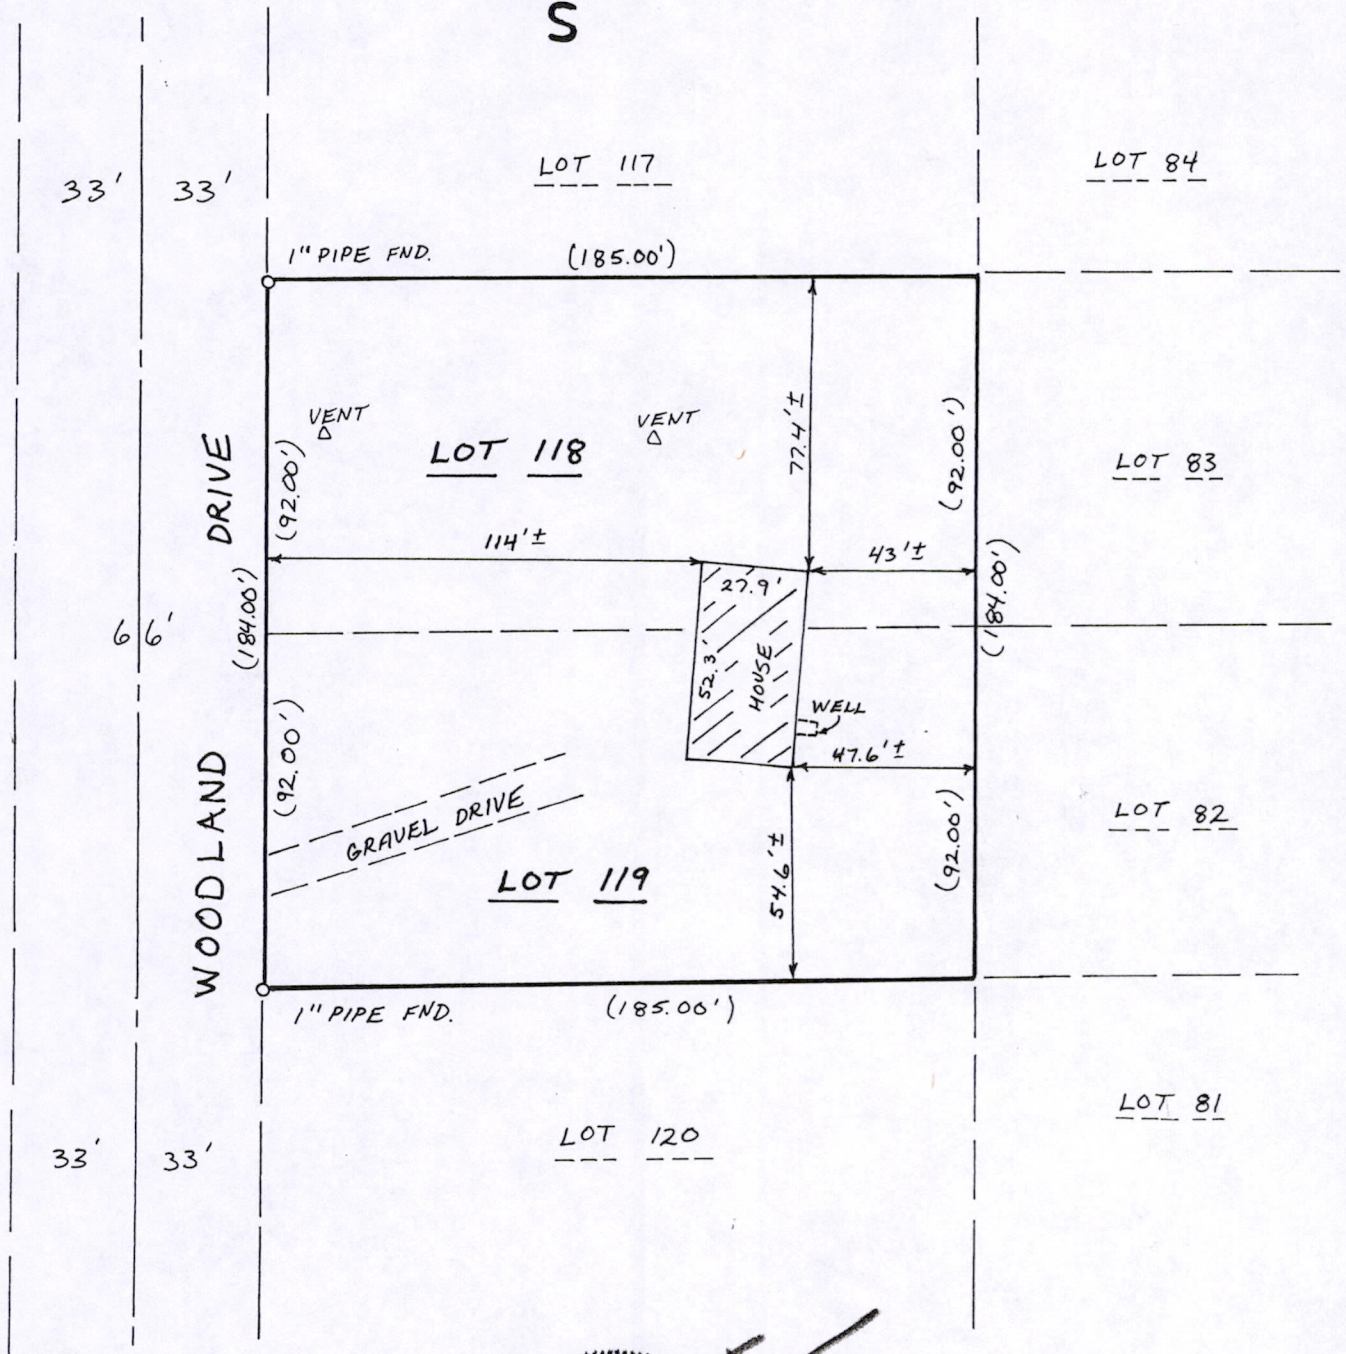 S
LOT 117
LOT 84
33'
33'
1" PIPE FND.
(185.00')
VENT
VENT
LOT 118
77.4'±
(92.00')
(92.00')
LOT 83
DRIVE
114'±
43'±
27.9'
(184.00')
(184.00')
66'
52.3'
HOUSE
WELL
47.6'±
(92.00')
WOODLAND
GRAVEL DRIVE
LOT 119
54.6'±
(92.00')
LOT 82
1" PIPE FND.
(185.00')
LOT 81
LOT 120
33'
33'